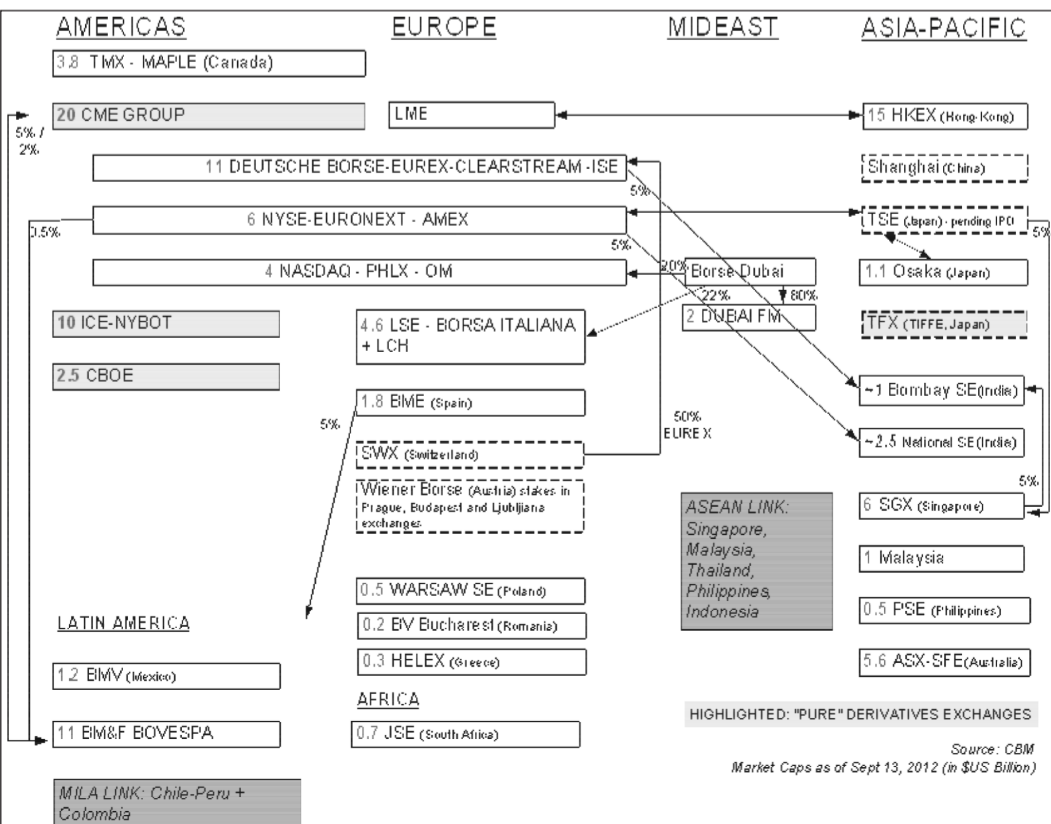 AMERICAS
EUROPE
MIDEAST
ASIA-PACIFIC
3.8 TMX - MAPLE (Canada)
20 CME GROUP
LME
15 HKEX (Hong-Kong)
5% /
2%
11 DEUTSCHE BORSE-EUREX-CLEARSTREAM -ISE
Shanghai (China)
5%
6 NYSE-EURONEXT - AMEX
TSE (Japan) - pending IPO
0.5%
5%
5%
4 NASDAQ - PHLX - OM
20%
Borse Dubai
1.1 Osaka (Japan)
22%
80%
10 ICE-NYBOT
4.6 LSE - BORSA ITALIANA
+ LCH
2 DUBAI FM
TFX (TIFFE, Japan)
2.5 CBOE
~1 Bombay SE(India)
1.8 BME (Spain)
5%
50%
EUREX
~2.5 National SE(India)
SWX (Switzerland)
Wiener Borse (Austria) stakes in
Prague, Budapest and Ljubljiana
exchanges
5%
ASEAN LINK:
Singapore,
Malaysia,
Thailand,
Philippines,
Indonesia
6 SGX (Singapore)
1 Malaysia
0.5 WARSAW SE (Poland)
0.5 PSE (Philippines)
LATIN AMERICA
0.2 BV Bucharest (Romania)
1.2 BMV (Mexico)
0.3 HELEX (Greece)
5.6 ASX-SFE(Australia)
AFRICA
11 BM&F BOVESPA
0.7 JSE (South Africa)
HIGHLIGHTED: "PURE" DERIVATIVES EXCHANGES
Source: CBM
Market Caps as of Sept 13, 2012 (in $US Billion)
MILA LINK: Chile-Peru +
Colombia